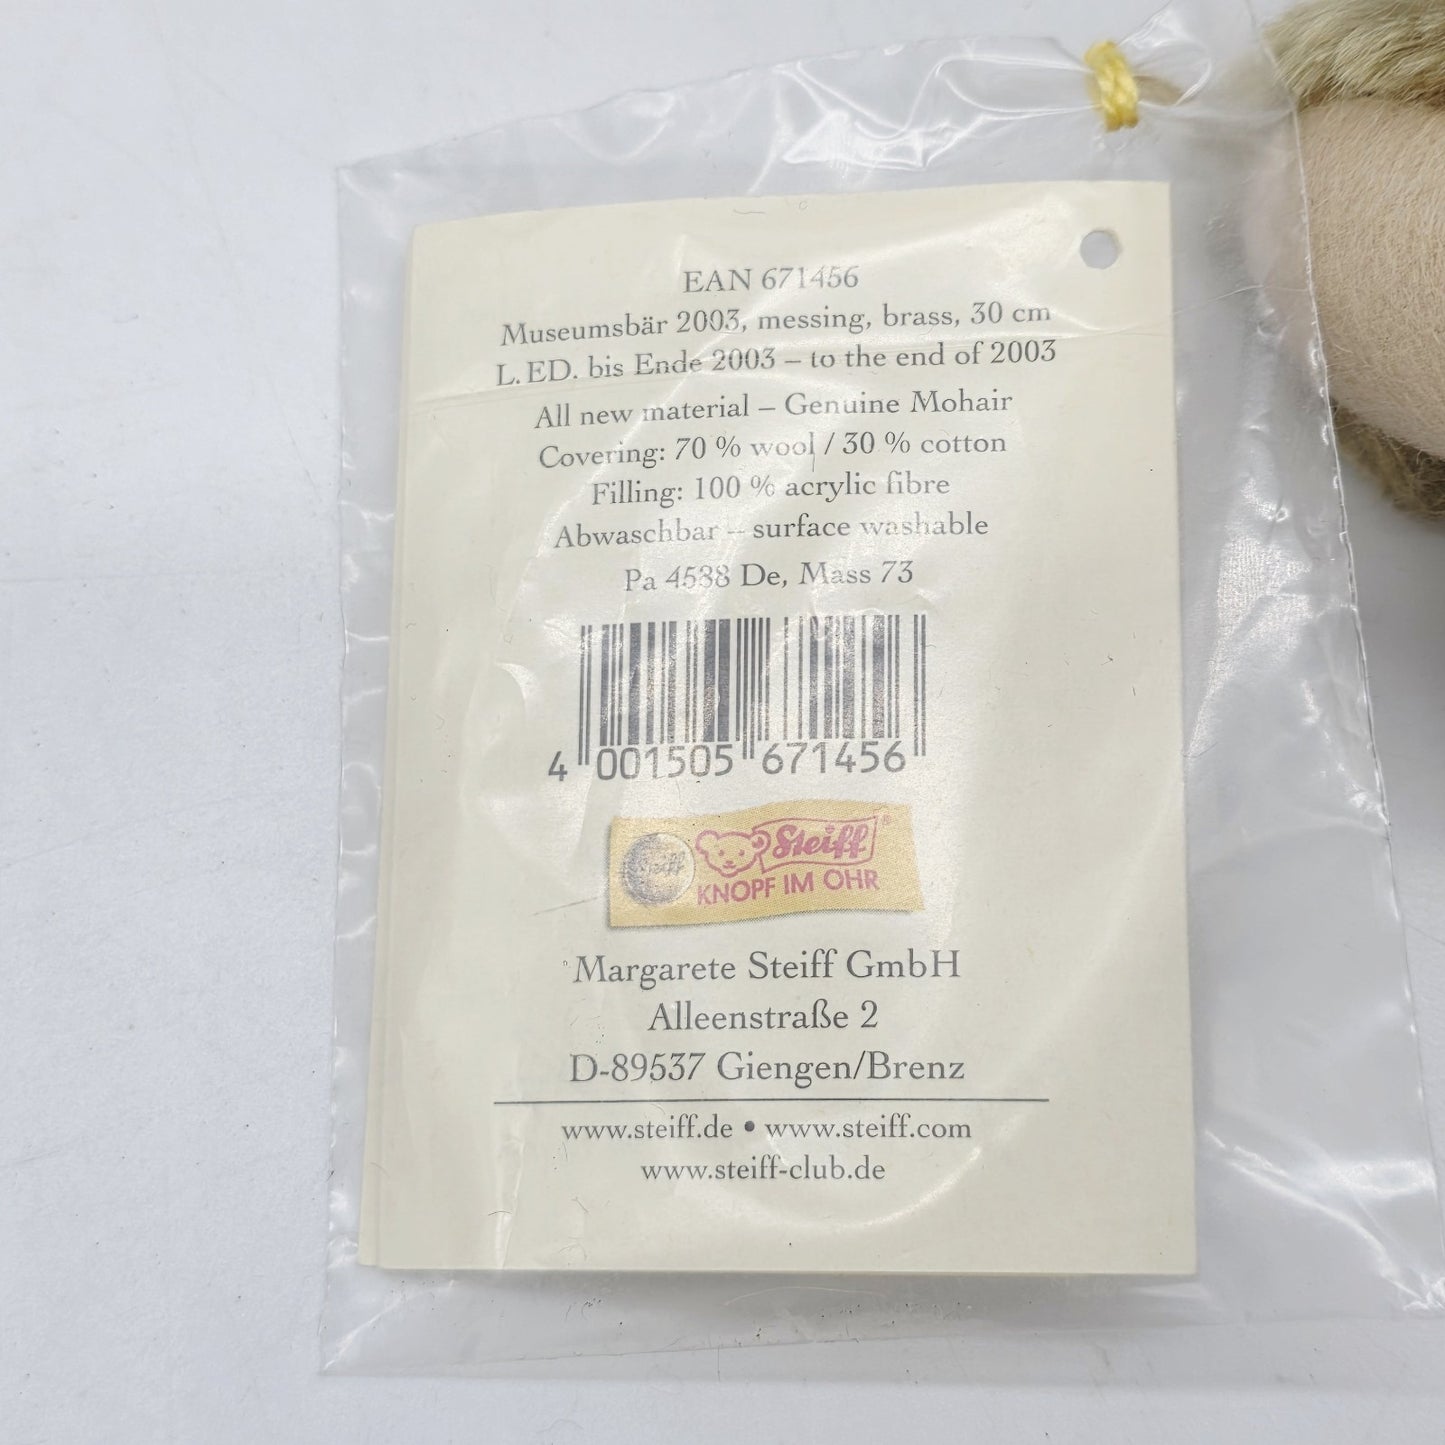 EAN 671456
Museumsbär 2003, messing, brass, 30 cm
L. ED. bis Ende 2003 – to the end of 2003
All new material – Genuine Mohair
Covering: 70 % wool / 30 % cotton
Filling: 100 % acrylic fibre
Abwaschbar – surface washable
Pa 4538 De, Mass 73
4 001505 671456
Steiff Steiff®
KNOPF IM OHR
Margarete Steiff GmbH
Alleenstraße 2
D-89537 Giengen/Brenz
www.steiff.de • www.steiff.com
www.steiff-club.de